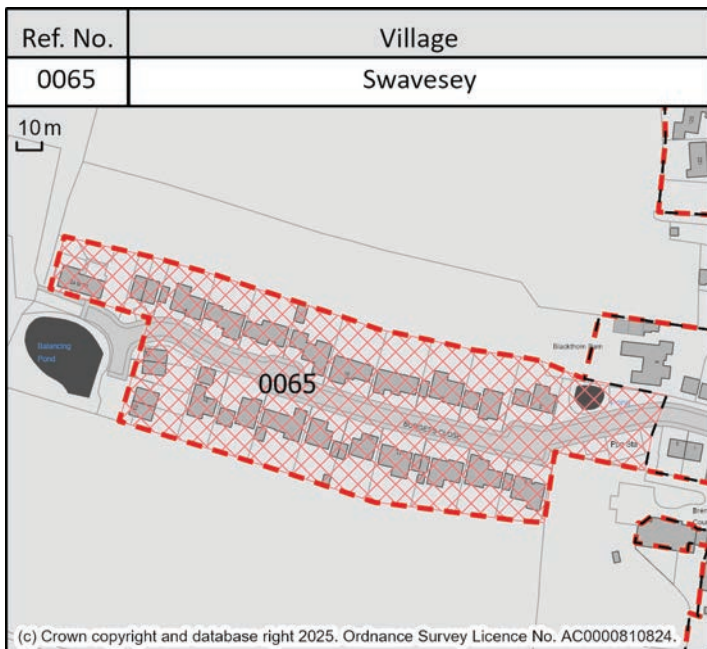 Ref. No. Village
0065 Swavesey
10 m
Balancing
Pond
0065
Blackthorn Barn
(c) Crown copyright and database right 2025. Ordnance Survey Licence No. AC0000810824.